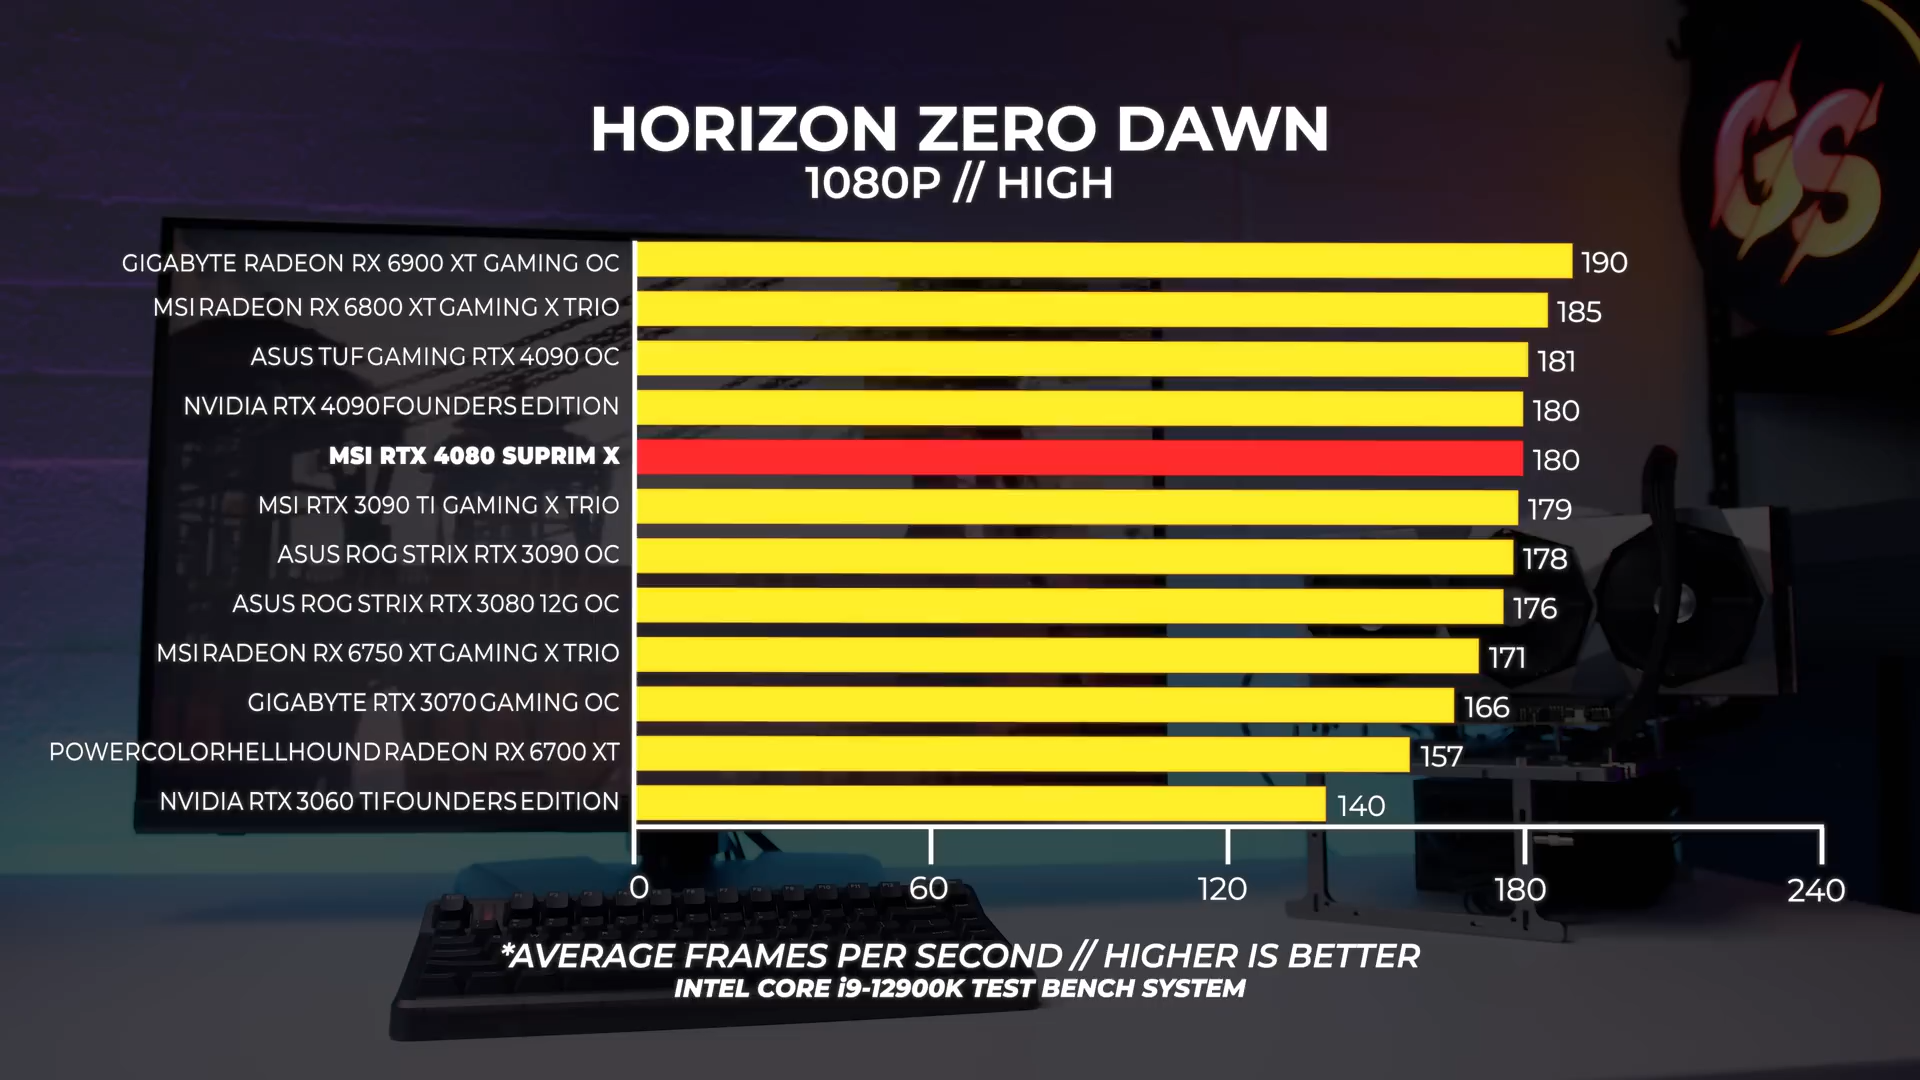 GS
HORIZON ZERO DAWN
1080P // HIGH
GIGABYTE RADEON RX 6900 XT GAMING OC 190
MSI RADEON RX 6800 XT GAMING X TRIO 185
ASUS TUF GAMING RTX 4090 OC 181
NVIDIA RTX 4090 FOUNDERS EDITION 180
MSI RTX 4080 SUPRIM X 180
MSI RTX 3090 TI GAMING X TRIO 179
ASUS ROG STRIX RTX 3090 OC 178
ASUS ROG STRIX RTX 3080 12G OC 176
MSI RADEON RX 6750 XT GAMING X TRIO 171
GIGABYTE RTX 3070 GAMING OC 166
POWERCOLOR HELLHOUND RADEON RX 6700 XT 157
NVIDIA RTX 3060 TI FOUNDERS EDITION 140
0 60 120 180 240
*AVERAGE FRAMES PER SECOND // HIGHER IS BETTER
INTEL CORE i9-12900K TEST BENCH SYSTEM